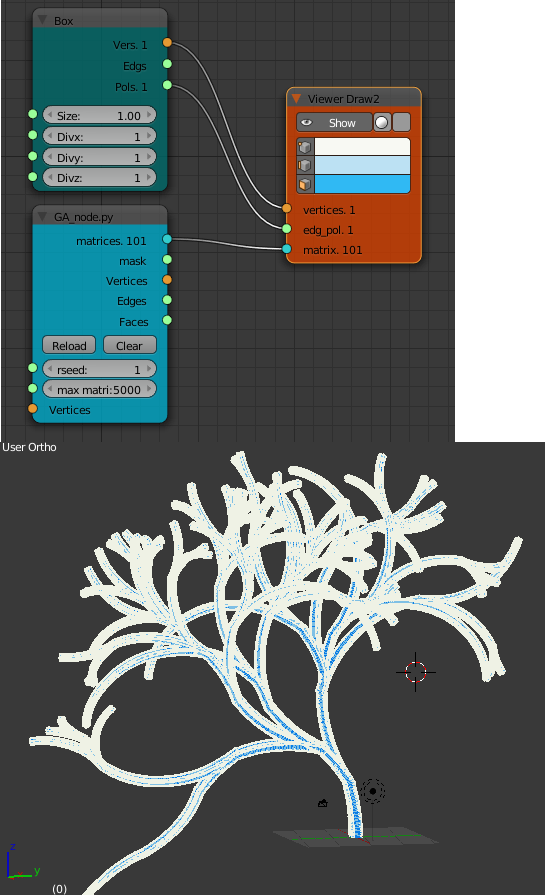 Box
Vers. 1
Edgs
Pols. 1
Size: 1.00
Divx: 1
Divy: 1
Divz: 1
GA_node.py
matrices. 101
mask
Vertices
Edges
Faces
Reload Clear
rseed: 1
max matri:5000
Vertices
Viewer Draw2
Show
vertices. 1
edg_pol. 1
matrix. 101
User Ortho
z
y
(0)